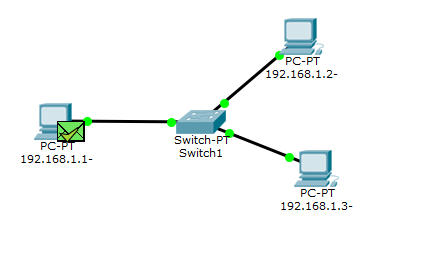 PC-PT
192.168.1.2-
Switch-PT
Switch1
PC-PT
192.168.1.1-
PC-PT
192.168.1.3-